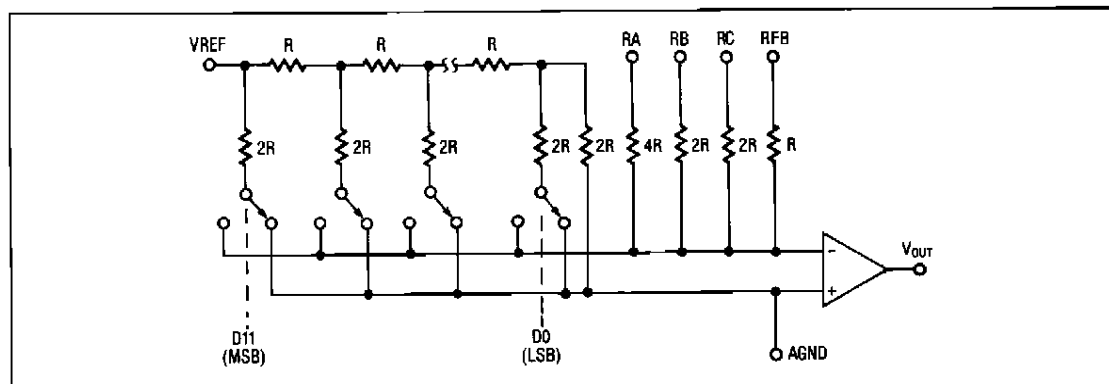 VREF R R R RA RB RC RFB
2R 2R 2R 2R 2R 4R 2R 2R R
− VOUT
+
D11 D0 AGND
(MSB) (LSB)